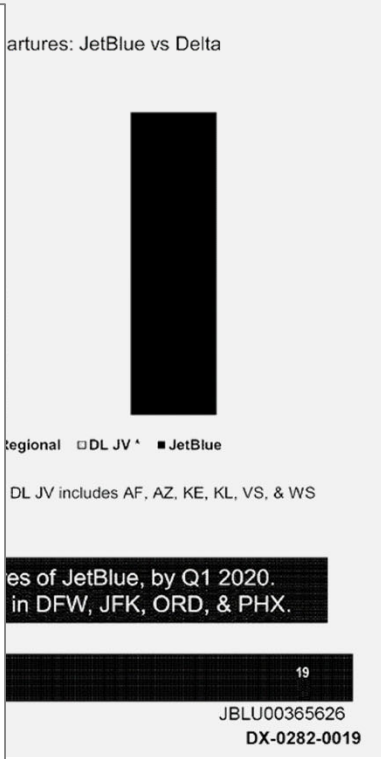 artures: JetBlue vs Delta
Regional □ DL JV ▲ ■ JetBlue
DL JV includes AF, AZ, KE, KL, VS, & WS
es of JetBlue, by Q1 2020.
in DFW, JFK, ORD, & PHX.
19
JBLU00365626
DX-0282-0019